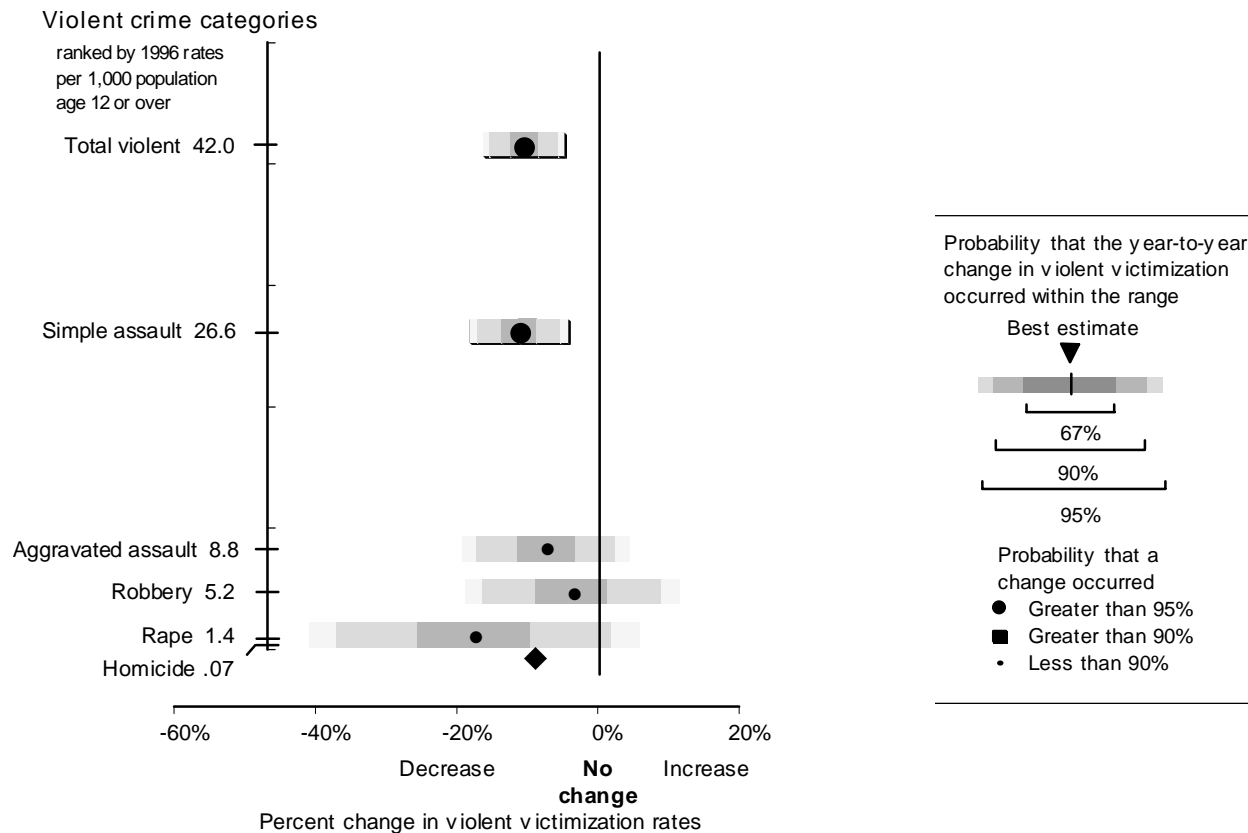 Violent crime categories
ranked by 1996 rates
per 1,000 population
age 12 or over
Total violent 42.0
Simple assault 26.6
Aggravated assault 8.8
Robbery 5.2
Rape 1.4
Homicide .07
-60% -40% -20% 0% 20%
Decrease No change Increase
Percent change in violent victimization rates
Probability that the year-to-year
change in violent victimization
occurred within the range
Best estimate
67%
90%
95%
Probability that a
change occurred
Greater than 95%
Greater than 90%
Less than 90%